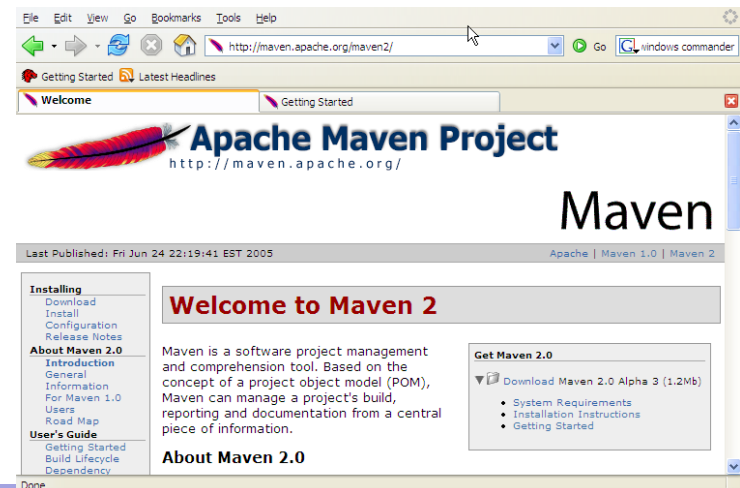 File Edit View Go Bookmarks Tools Help
http://maven.apache.org/maven2/ Go windows commander
Getting Started Latest Headlines
Welcome Getting Started
Apache Maven Project
http://maven.apache.org/
Maven
Last Published: Fri Jun 24 22:19:41 EST 2005 Apache | Maven 1.0 | Maven 2
Installing
Download
Install
Configuration
Release Notes
About Maven 2.0
Introduction
General
Information
For Maven 1.0
Users
Road Map
User's Guide
Getting Started
Build Lifecycle
Dependency
Welcome to Maven 2
Maven is a software project management
and comprehension tool. Based on the
concept of a project object model (POM),
Maven can manage a project's build,
reporting and documentation from a central
piece of information.
About Maven 2.0
Get Maven 2.0
Download Maven 2.0 Alpha 3 (1.2Mb)
System Requirements
Installation Instructions
Getting Started
Done